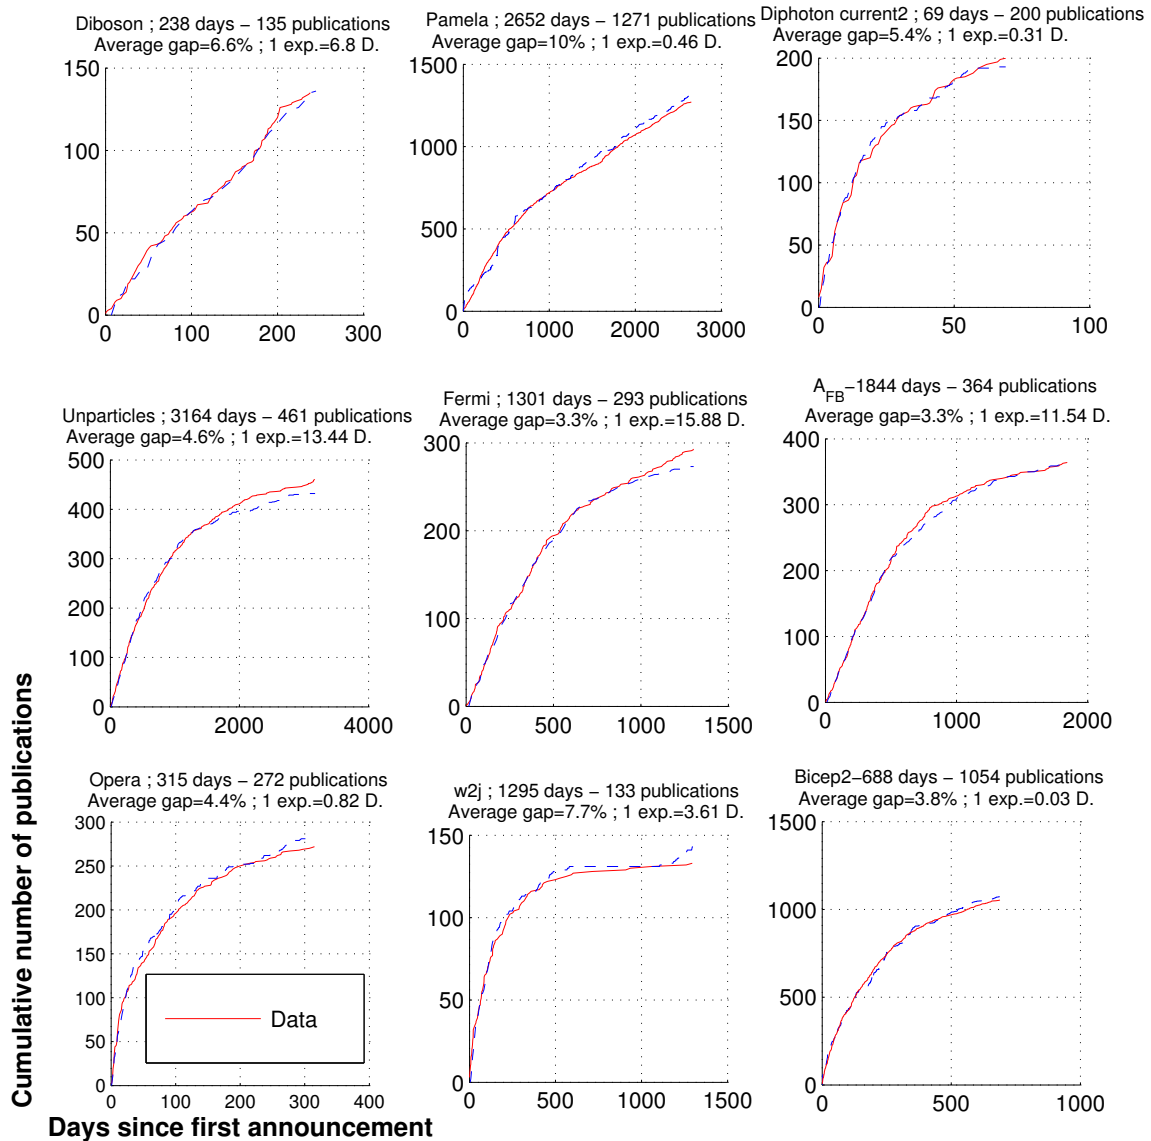 Diboson ; 238 days − 135 publications
Average gap=6.6% ; 1 exp.=6.8 D.
150
100
50
0
0 100 200 300
Pamela ; 2652 days − 1271 publications
Average gap=10% ; 1 exp.=0.46 D.
1500
1000
500
0
0 1000 2000 3000
Diphoton current2 ; 69 days − 200 publications
Average gap=5.4% ; 1 exp.=0.31 D.
200
150
100
50
0
0 50 100
Unparticles ; 3164 days − 461 publications
Average gap=4.6% ; 1 exp.=13.44 D.
500
400
300
200
100
0
0 2000 4000
Fermi ; 1301 days − 293 publications
Average gap=3.3% ; 1 exp.=15.88 D.
300
200
100
0
0 500 1000 1500
A_FB−1844 days − 364 publications
Average gap=3.3% ; 1 exp.=11.54 D.
400
300
200
100
0
0 1000 2000
Opera ; 315 days − 272 publications
Average gap=4.4% ; 1 exp.=0.82 D.
300
250
200
150
100
50
0
0 100 200 300 400
Data
w2j ; 1295 days − 133 publications
Average gap=7.7% ; 1 exp.=3.61 D.
150
100
50
0
0 500 1000 1500
Bicep2−688 days − 1054 publications
Average gap=3.8% ; 1 exp.=0.03 D.
1500
1000
500
0
0 500 1000
Cumulative number of publications
Days since first announcement